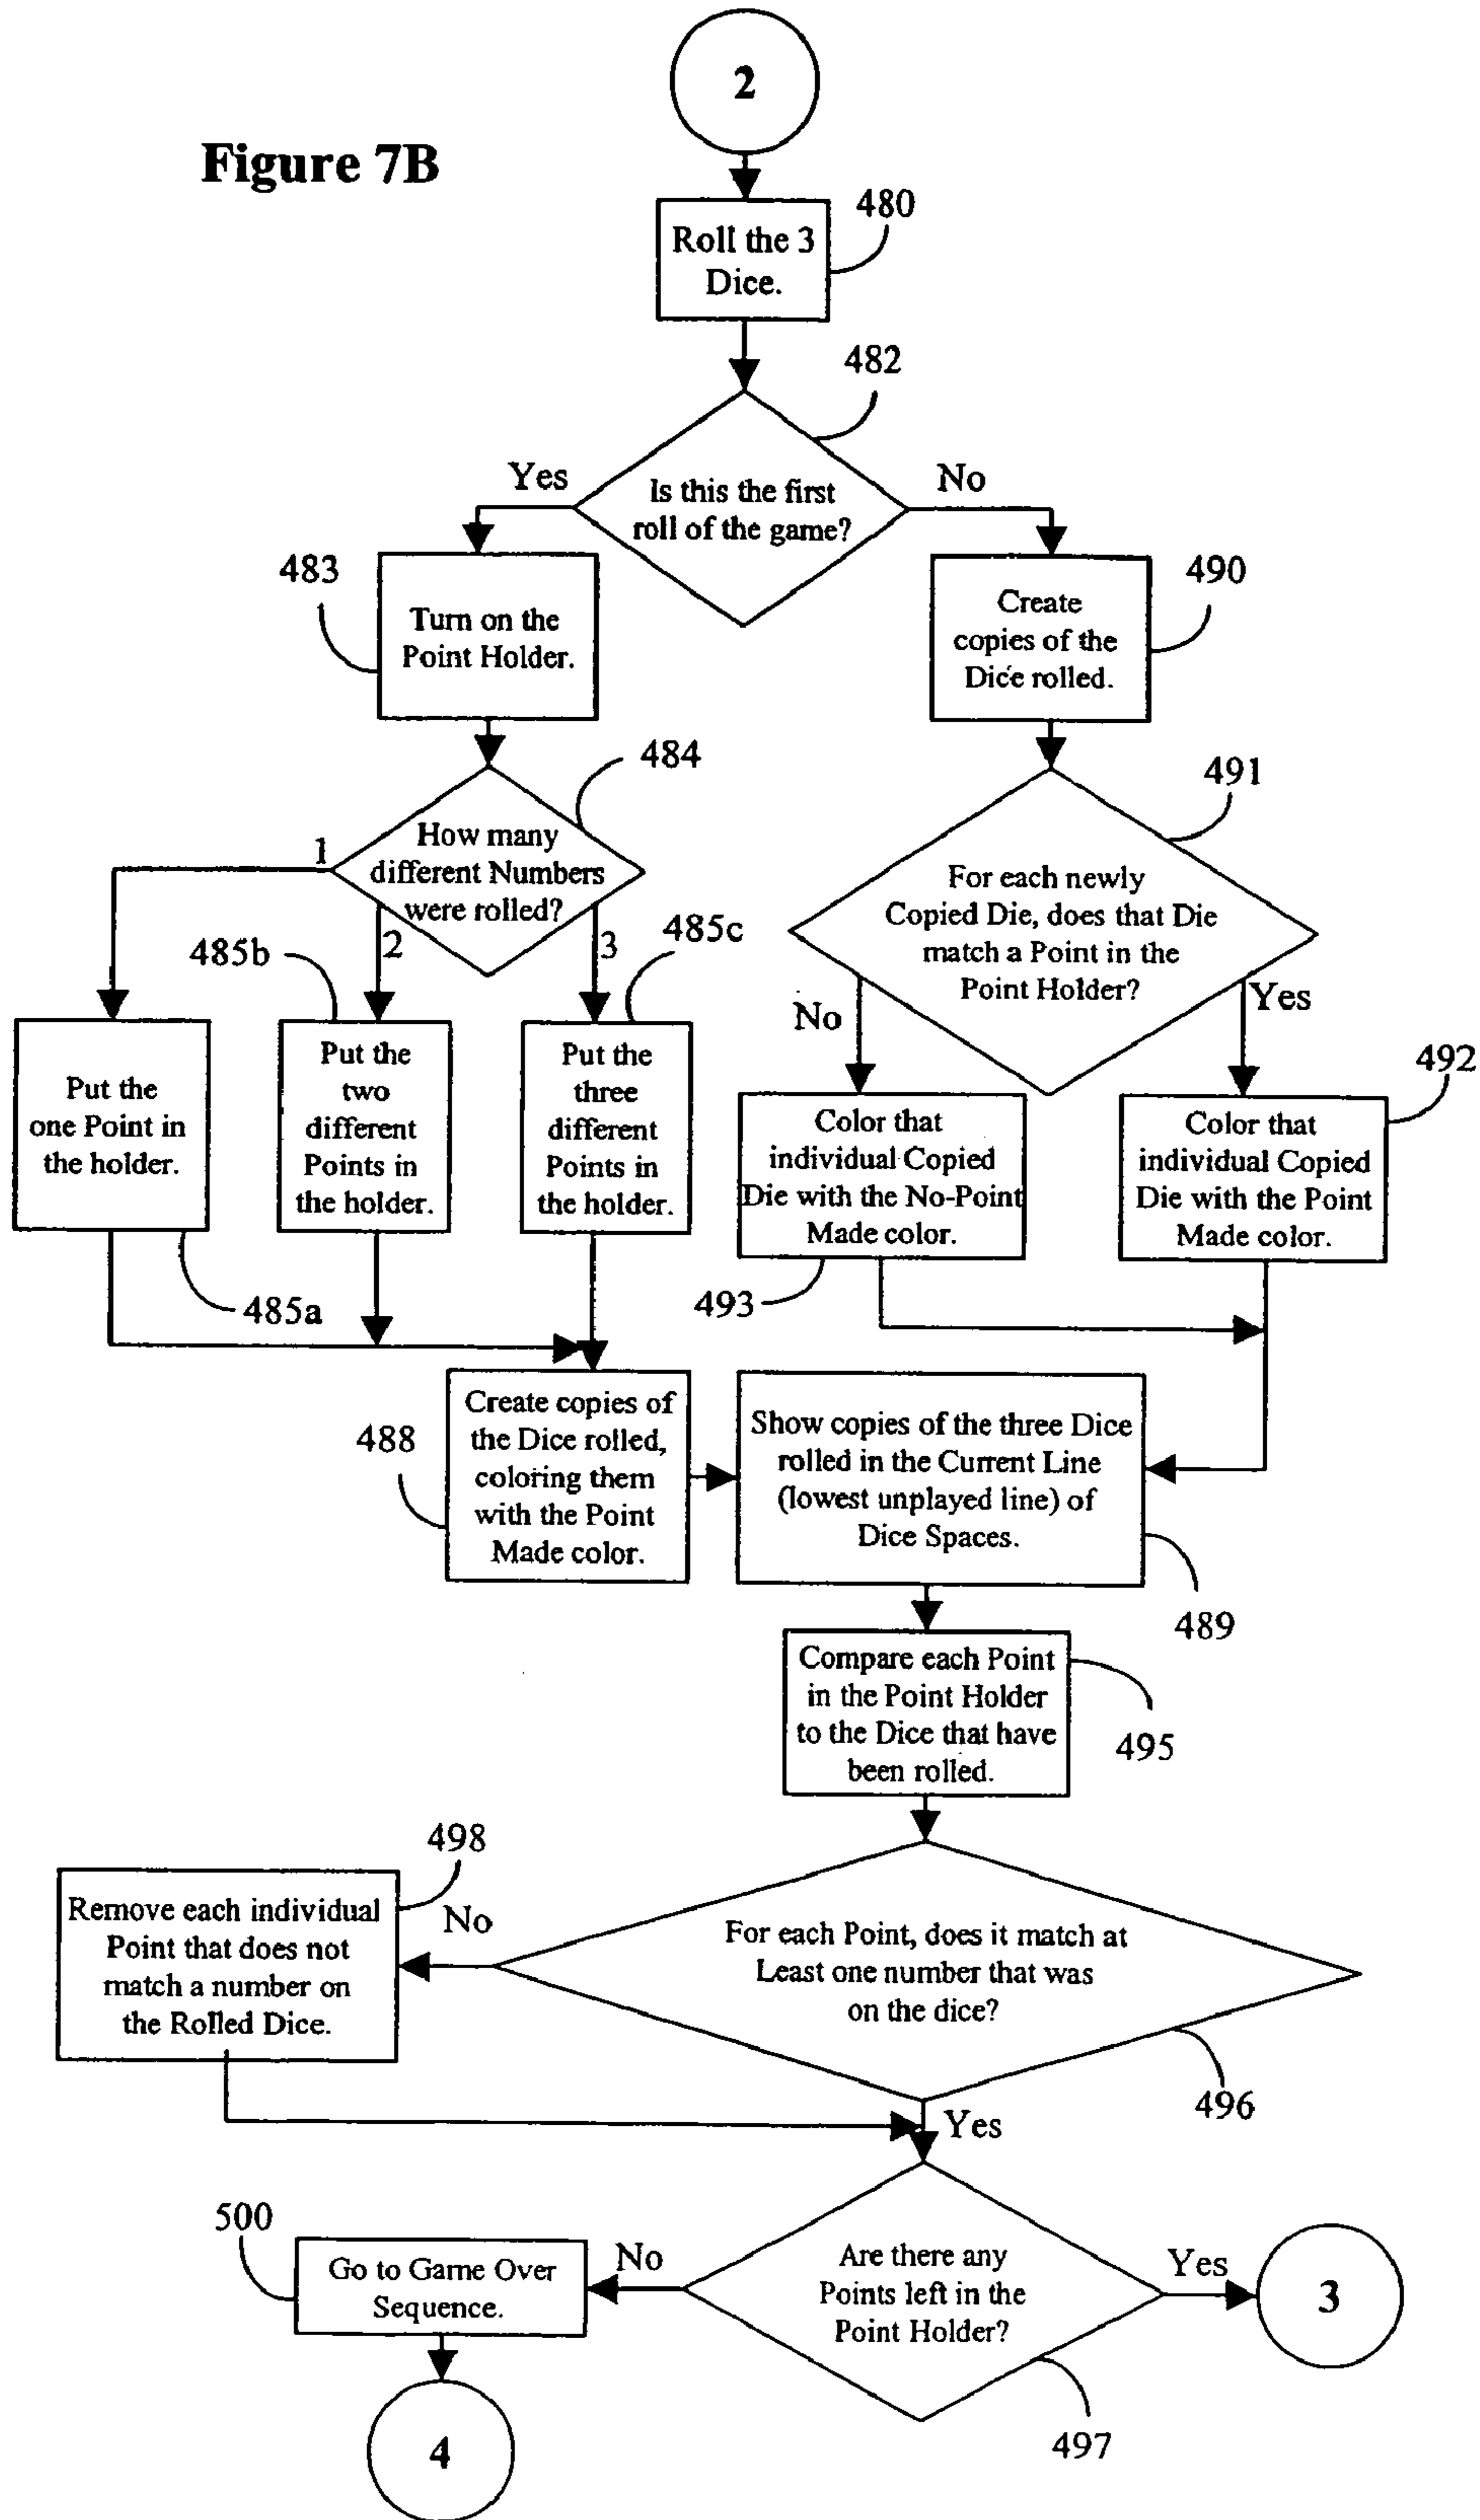 2
Figure 7B
480
Roll the 3
Dice.
482
Yes
No
Is this the first
roll of the game?
483
Turn on the
Point Holder.
490
Create
copies of the
Dice rolled.
484
How many
different Numbers
were rolled?
1
2
3
491
For each newly
Copied Die, does that Die
match a Point in the
Point Holder?
No
Yes
485b
485c
Put the
one Point in
the holder.
Put the
two
different
Points in
the holder.
Put the
three
different
Points in
the holder.
485a
492
Color that
individual Copied
Die with the No-Point
Made color.
Color that
individual Copied
Die with the Point
Made color.
493
488
Create copies of
the Dice rolled,
coloring them
with the Point
Made color.
Show copies of the three Dice
rolled in the Current Line
(lowest unplayed line) of
Dice Spaces.
489
Compare each Point
in the Point Holder
to the Dice that have
been rolled.
495
498
Remove each individual
Point that does not
match a number on
the Rolled Dice.
No
For each Point, does it match at
Least one number that was
on the dice?
496
Yes
500
Go to Game Over
Sequence.
No
Are there any
Points left in the
Point Holder?
Yes
3
497
4